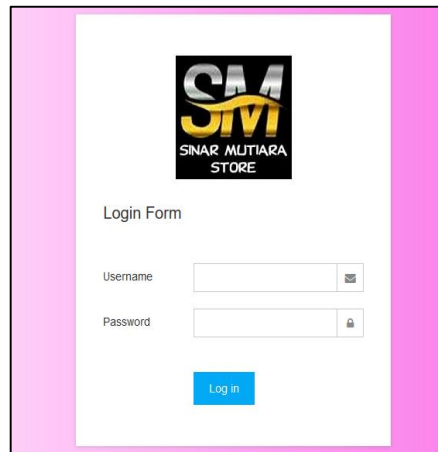 SM
SINAR MUTIARA
STORE
Login Form
Username
Password
Log in